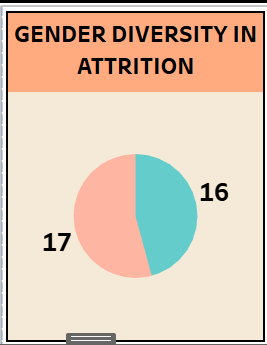 GENDER DIVERSITY IN
ATTRITION
16
17